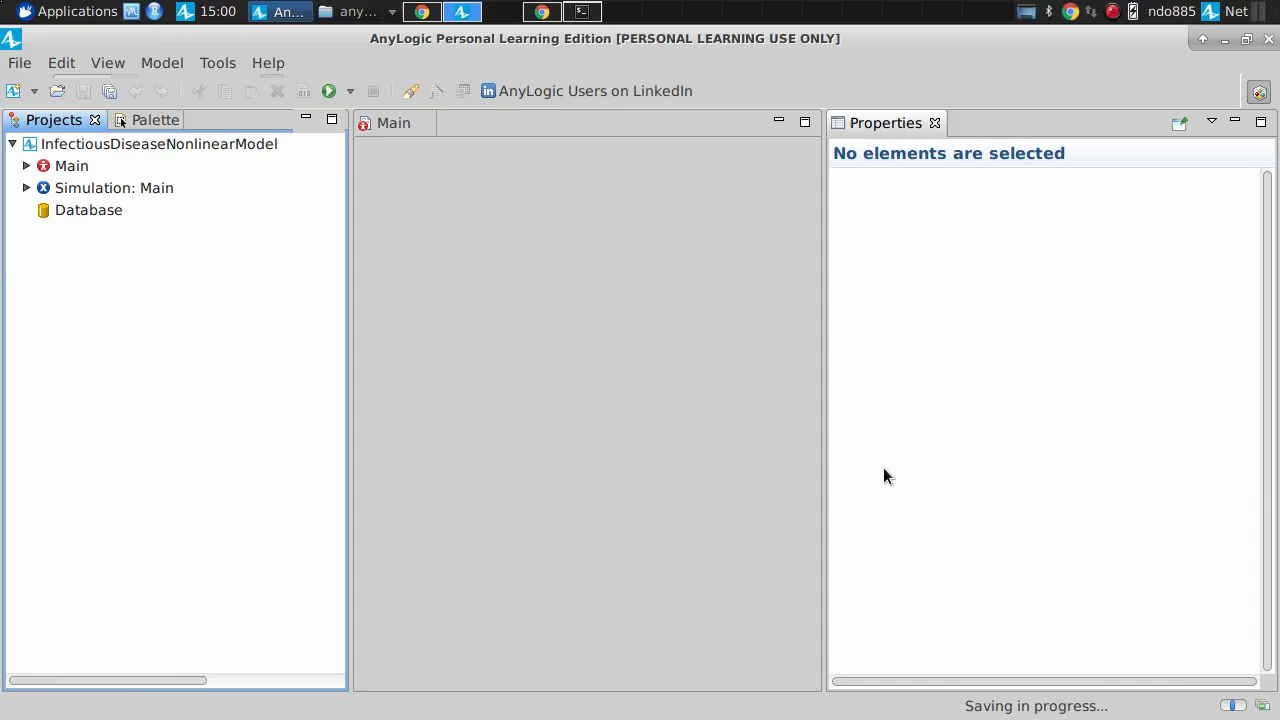 Applications 15:00 An... any... ndo885 Net
AnyLogic Personal Learning Edition [PERSONAL LEARNING USE ONLY]
File Edit View Model Tools Help
in AnyLogic Users on LinkedIn
Projects Palette Main Properties
InfectiousDiseaseNonlinearModel No elements are selected
Main
Simulation: Main
Database
Saving in progress...